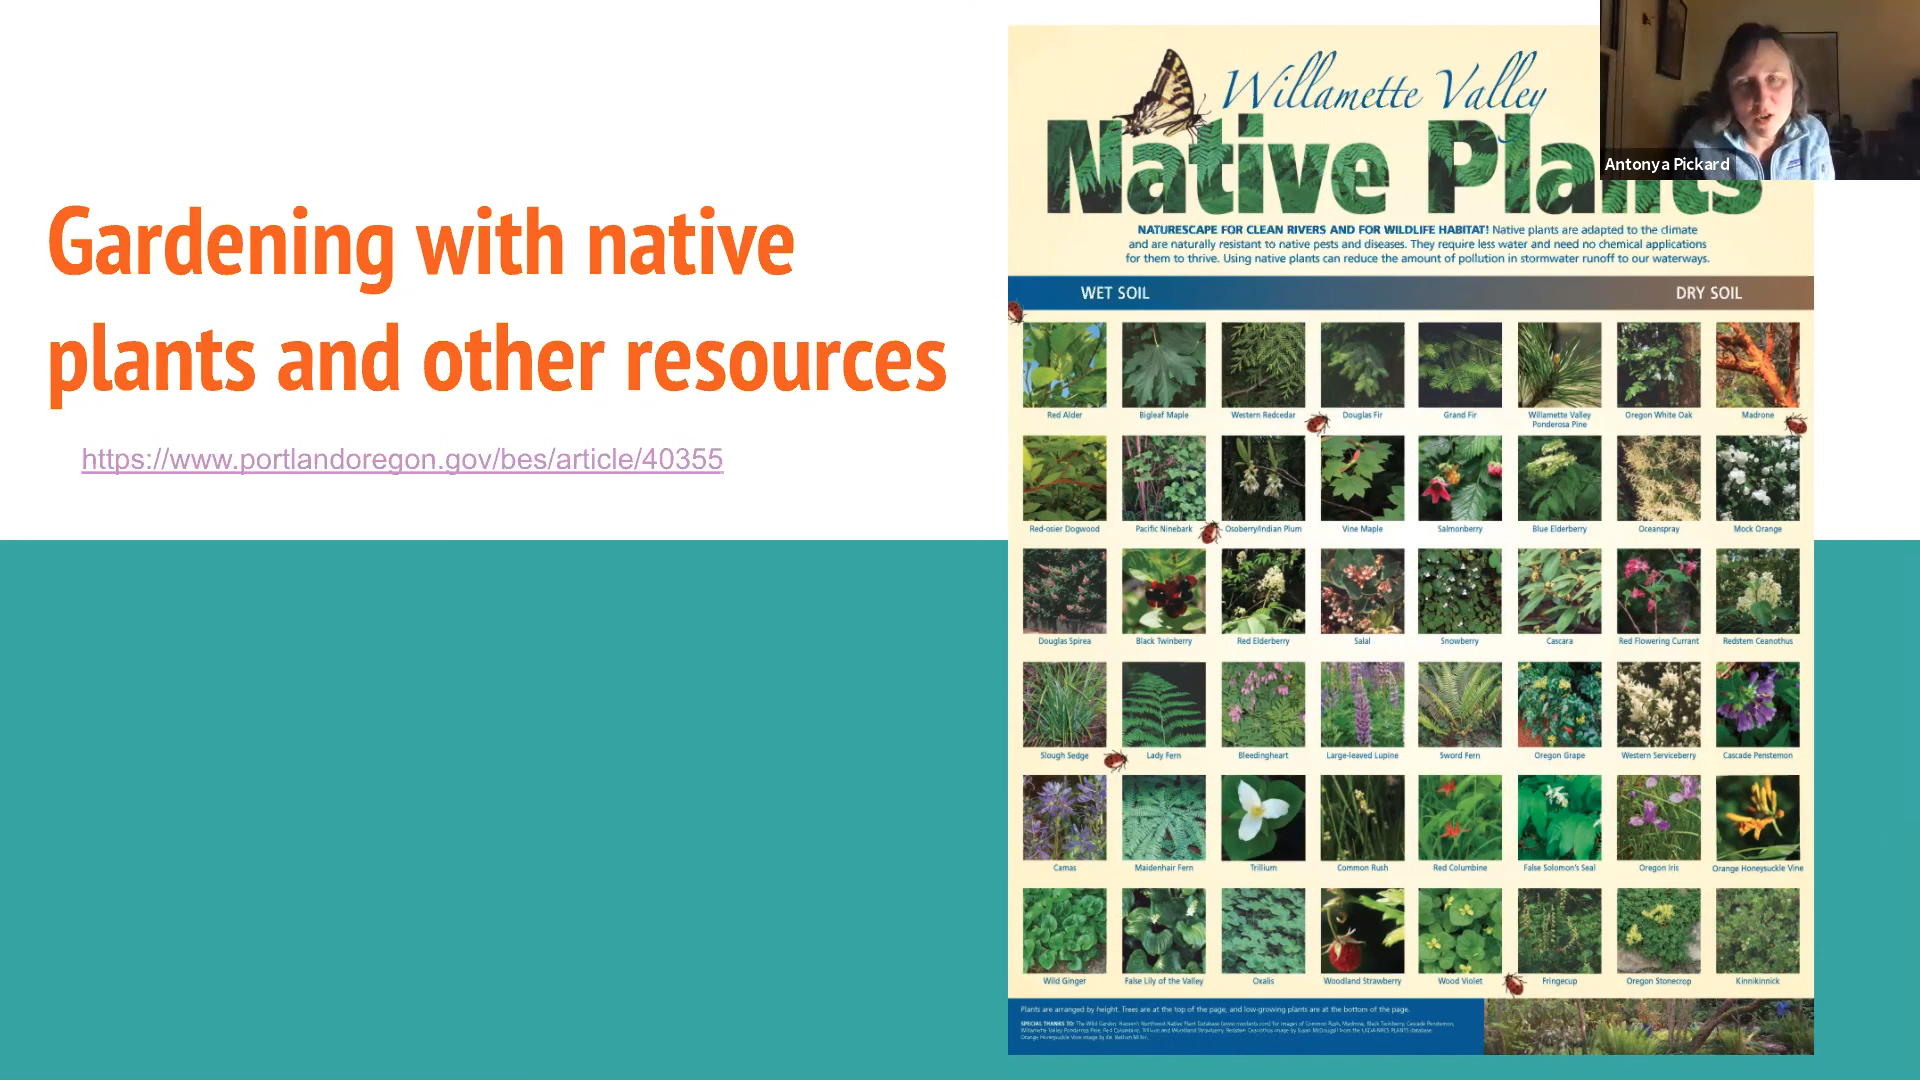 Gardening with native
plants and other resources
https://www.portlandoregon.gov/bes/article/40355
Willamette Valley
Native Plants
NATURESCAPE FOR CLEAN RIVERS AND FOR WILDLIFE HABITAT! Native plants are adapted to the climate
and are naturally resistant to native pests and diseases. They require less water and need no chemical applications
for them to thrive. Using native plants can reduce the amount of pollution in stormwater runoff to our waterways.
WET SOIL DRY SOIL
Red Alder Bigleaf Maple Western Redcedar Douglas Fir Grand Fir Willamette Valley Oregon White Oak Madrone
Ponderosa Pine
Red-osier Dogwood Pacific Ninebark Osoberry/Indian Plum Vine Maple Salmonberry Blue Elderberry Oceanspray Mock Orange
Douglas Spirea Black Twinberry Red Elderberry Salal Snowberry Cascara Red Flowering Currant Redstem Ceanothus
Slough Sedge Lady Fern Bleedingheart Large-leaved Lupine Sword Fern Oregon Grape Western Serviceberry Cascade Penstemon
Camas Maidenhair Fern Trillium Common Rush Red Columbine False Solomon's Seal Oregon Iris Orange Honeysuckle Vine
Wild Ginger False Lily of the Valley Oxalis Woodland Strawberry Wood Violet Fringecup Oregon Stonecrop Kinnikinnick
Plants are arranged by height. Trees are at the top of the page, and low-growing plants are at the bottom of the page.
SPECIAL THANKS TO:
Antonya Pickard